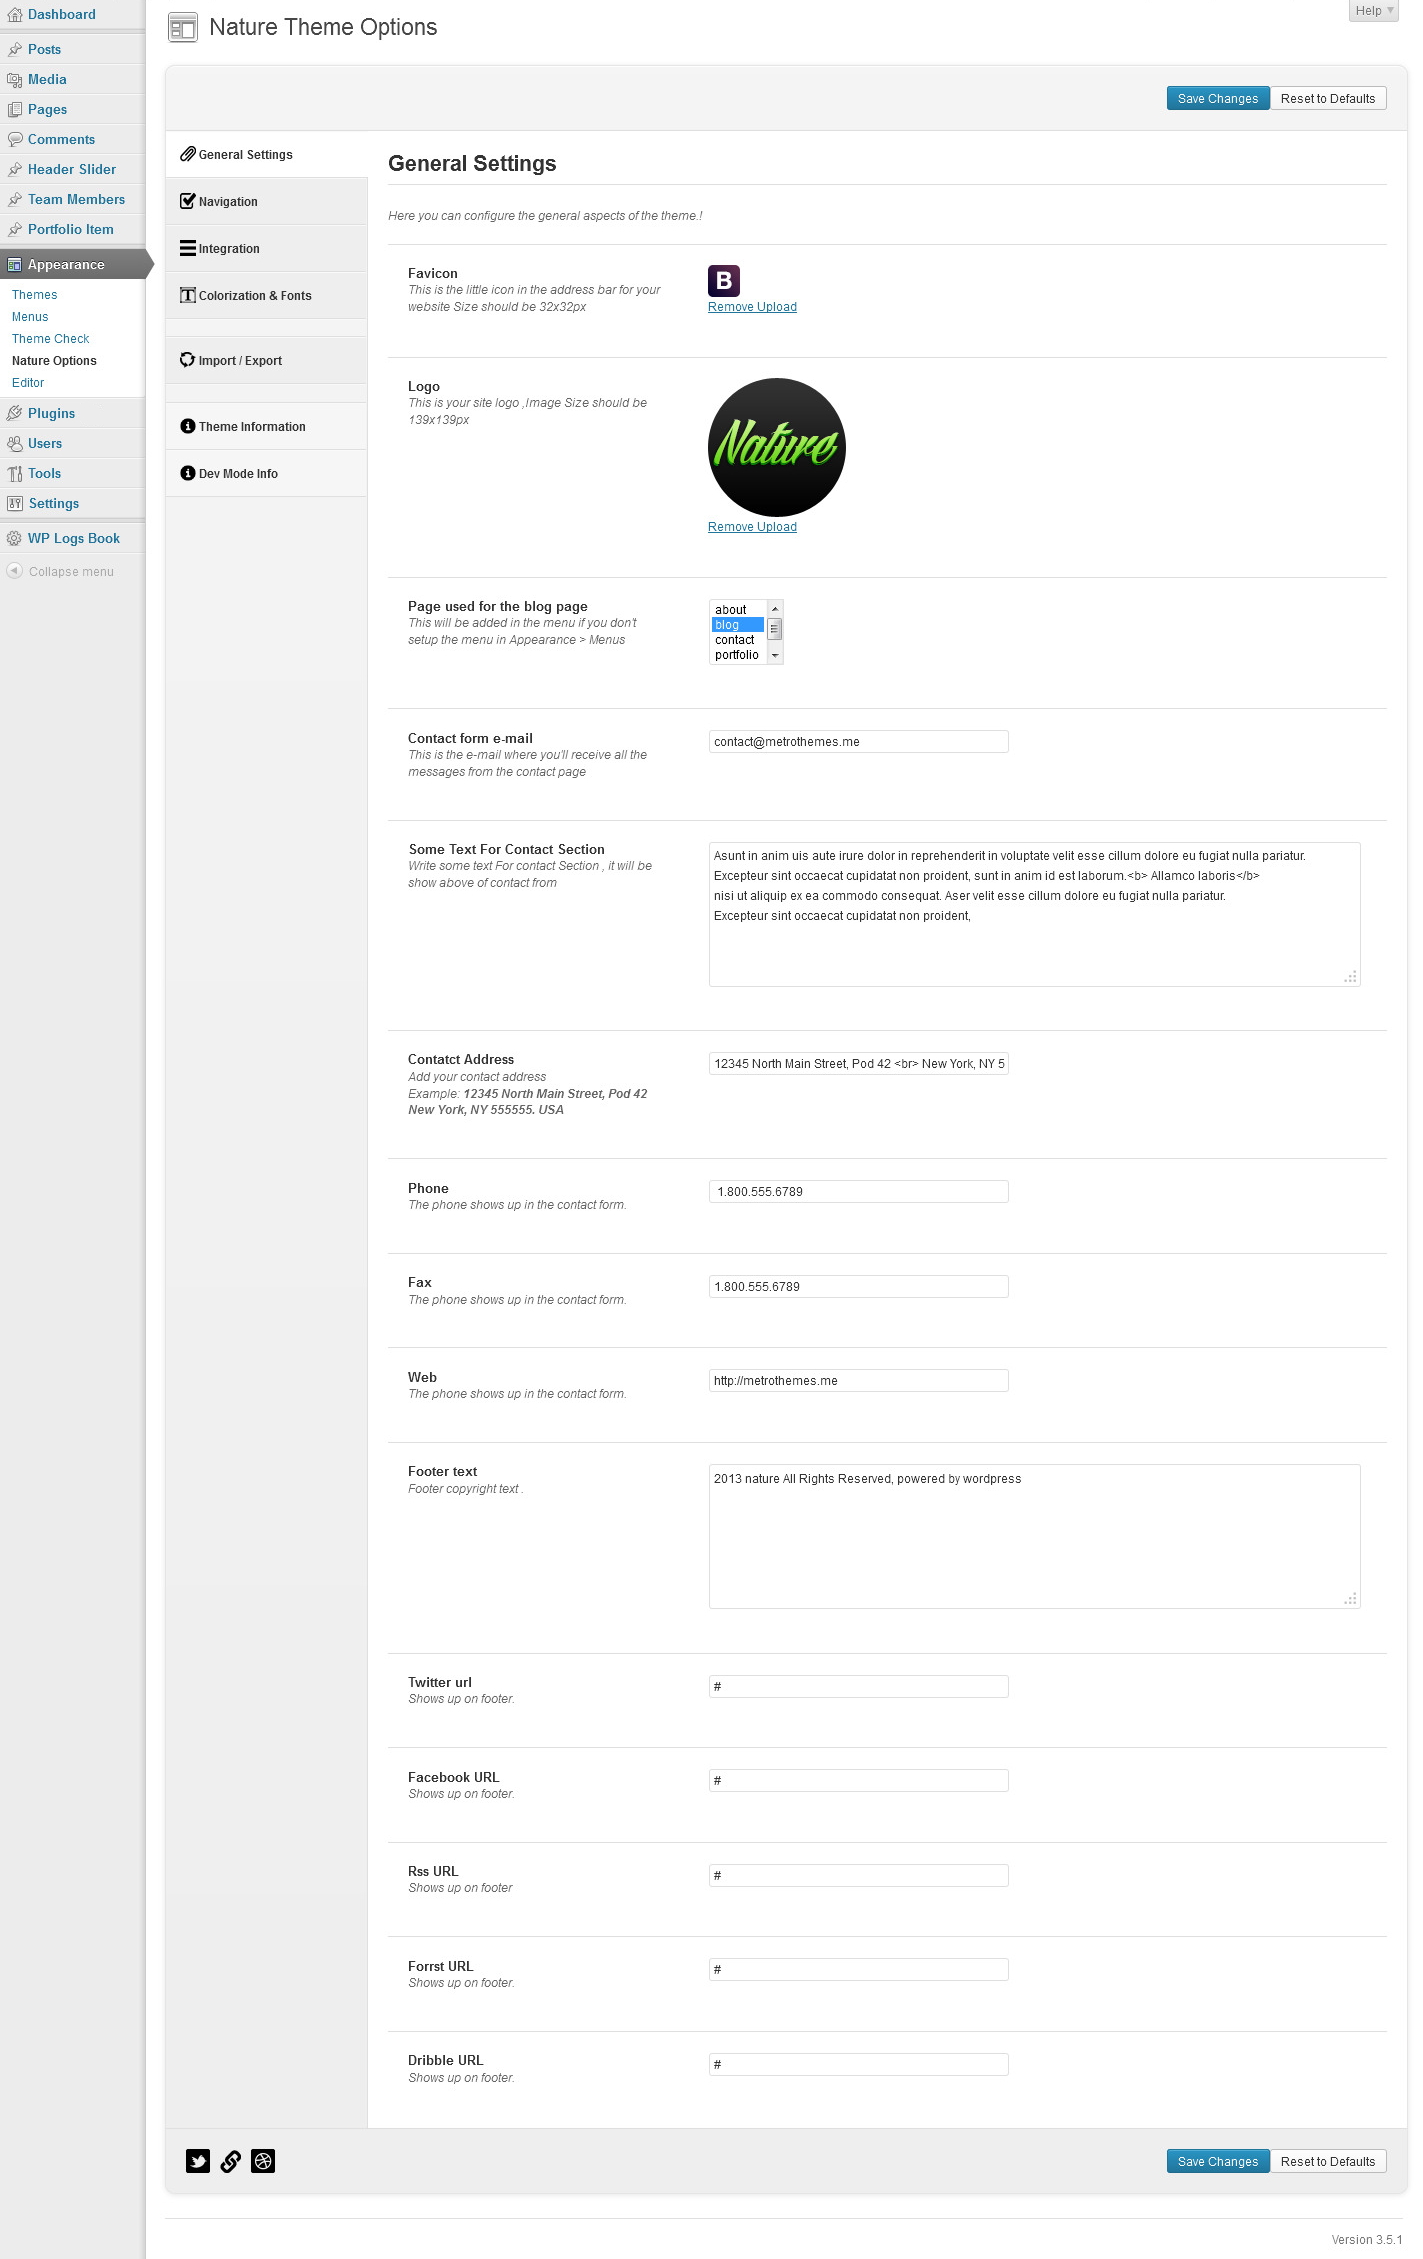 Dashboard
Posts
Media
Pages
Comments
Header Slider
Team Members
Portfolio Item
Appearance
Themes
Menus
Theme Check
Nature Options
Editor
Plugins
Users
Tools
Settings
WP Logs Book
Collapse menu
Nature Theme Options
Help
Save Changes
Reset to Defaults
General Settings
Navigation
Integration
Colorization & Fonts
Import / Export
Theme Information
Dev Mode Info
General Settings
Here you can configure the general aspects of the theme.!
Favicon
This is the little icon in the address bar for your
website Size should be 32x32px
B
Remove Upload
Logo
This is your site logo ,Image Size should be
139x139px
Nature
Remove Upload
Page used for the blog page
This will be added in the menu if you don't
setup the menu in Appearance > Menus
about
blog
contact
portfolio
Contact form e-mail
This is the e-mail where you'll receive all the
messages from the contact page
contact@metrothemes.me
Some Text For Contact Section
Write some text For contact Section , it will be
show above of contact from
Asunt in anim uis aute irure dolor in reprehenderit in voluptate velit esse cillum dolore eu fugiat nulla pariatur.
Excepteur sint occaecat cupidatat non proident, sunt in anim id est laborum.<b> Allamco laboris</b>
nisi ut aliquip ex ea commodo consequat. Aser velit esse cillum dolore eu fugiat nulla pariatur.
Excepteur sint occaecat cupidatat non proident,
Contatct Address
Add your contact address
Example: 12345 North Main Street, Pod 42
New York, NY 555555. USA
12345 North Main Street, Pod 42 <br> New York, NY 5
Phone
The phone shows up in the contact form.
1.800.555.6789
Fax
The phone shows up in the contact form.
1.800.555.6789
Web
The phone shows up in the contact form.
http://metrothemes.me
Footer text
Footer copyright text .
2013 nature All Rights Reserved, powered by wordpress
Twitter url
Shows up on footer.
#
Facebook URL
Shows up on footer.
#
Rss URL
Shows up on footer
#
Forrst URL
Shows up on footer.
#
Dribble URL
Shows up on footer.
#
Save Changes
Reset to Defaults
Version 3.5.1